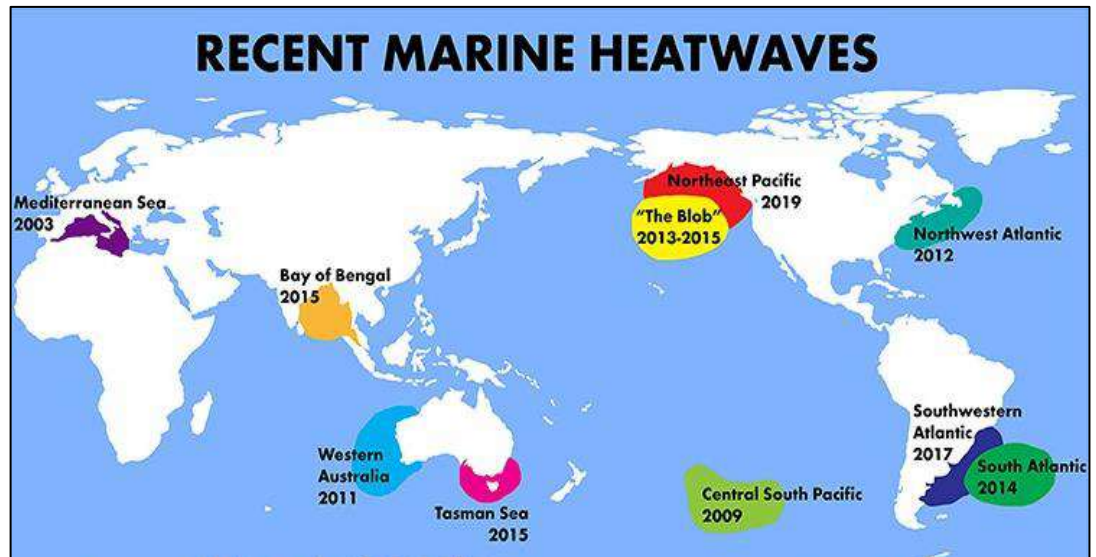 RECENT MARINE HEATWAVES
Mediterranean Sea
2003
Northeast Pacific
2019
"The Blob"
2013-2015
Northwest Atlantic
2012
Bay of Bengal
2015
Southwestern
Atlantic
2017
South Atlantic
2014
Western
Australia
2011
Tasman Sea
2015
Central South Pacific
2009